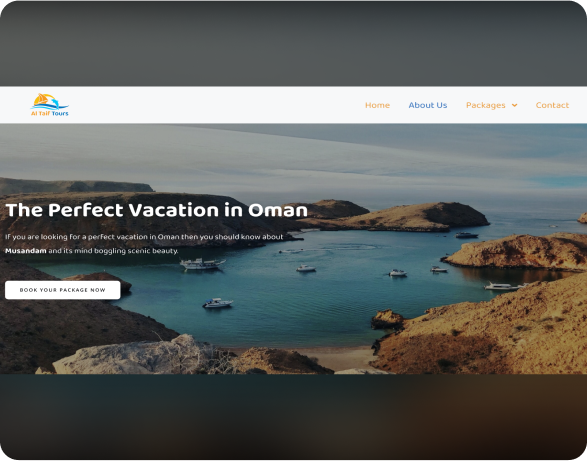 Al Taif Tours
Home
About Us
Packages
Contact
The Perfect Vacation in Oman
If you are looking for a perfect vacation in Oman then you should know about
Musandam and its mind boggling scenic beauty.
BOOK YOUR PACKAGE NOW